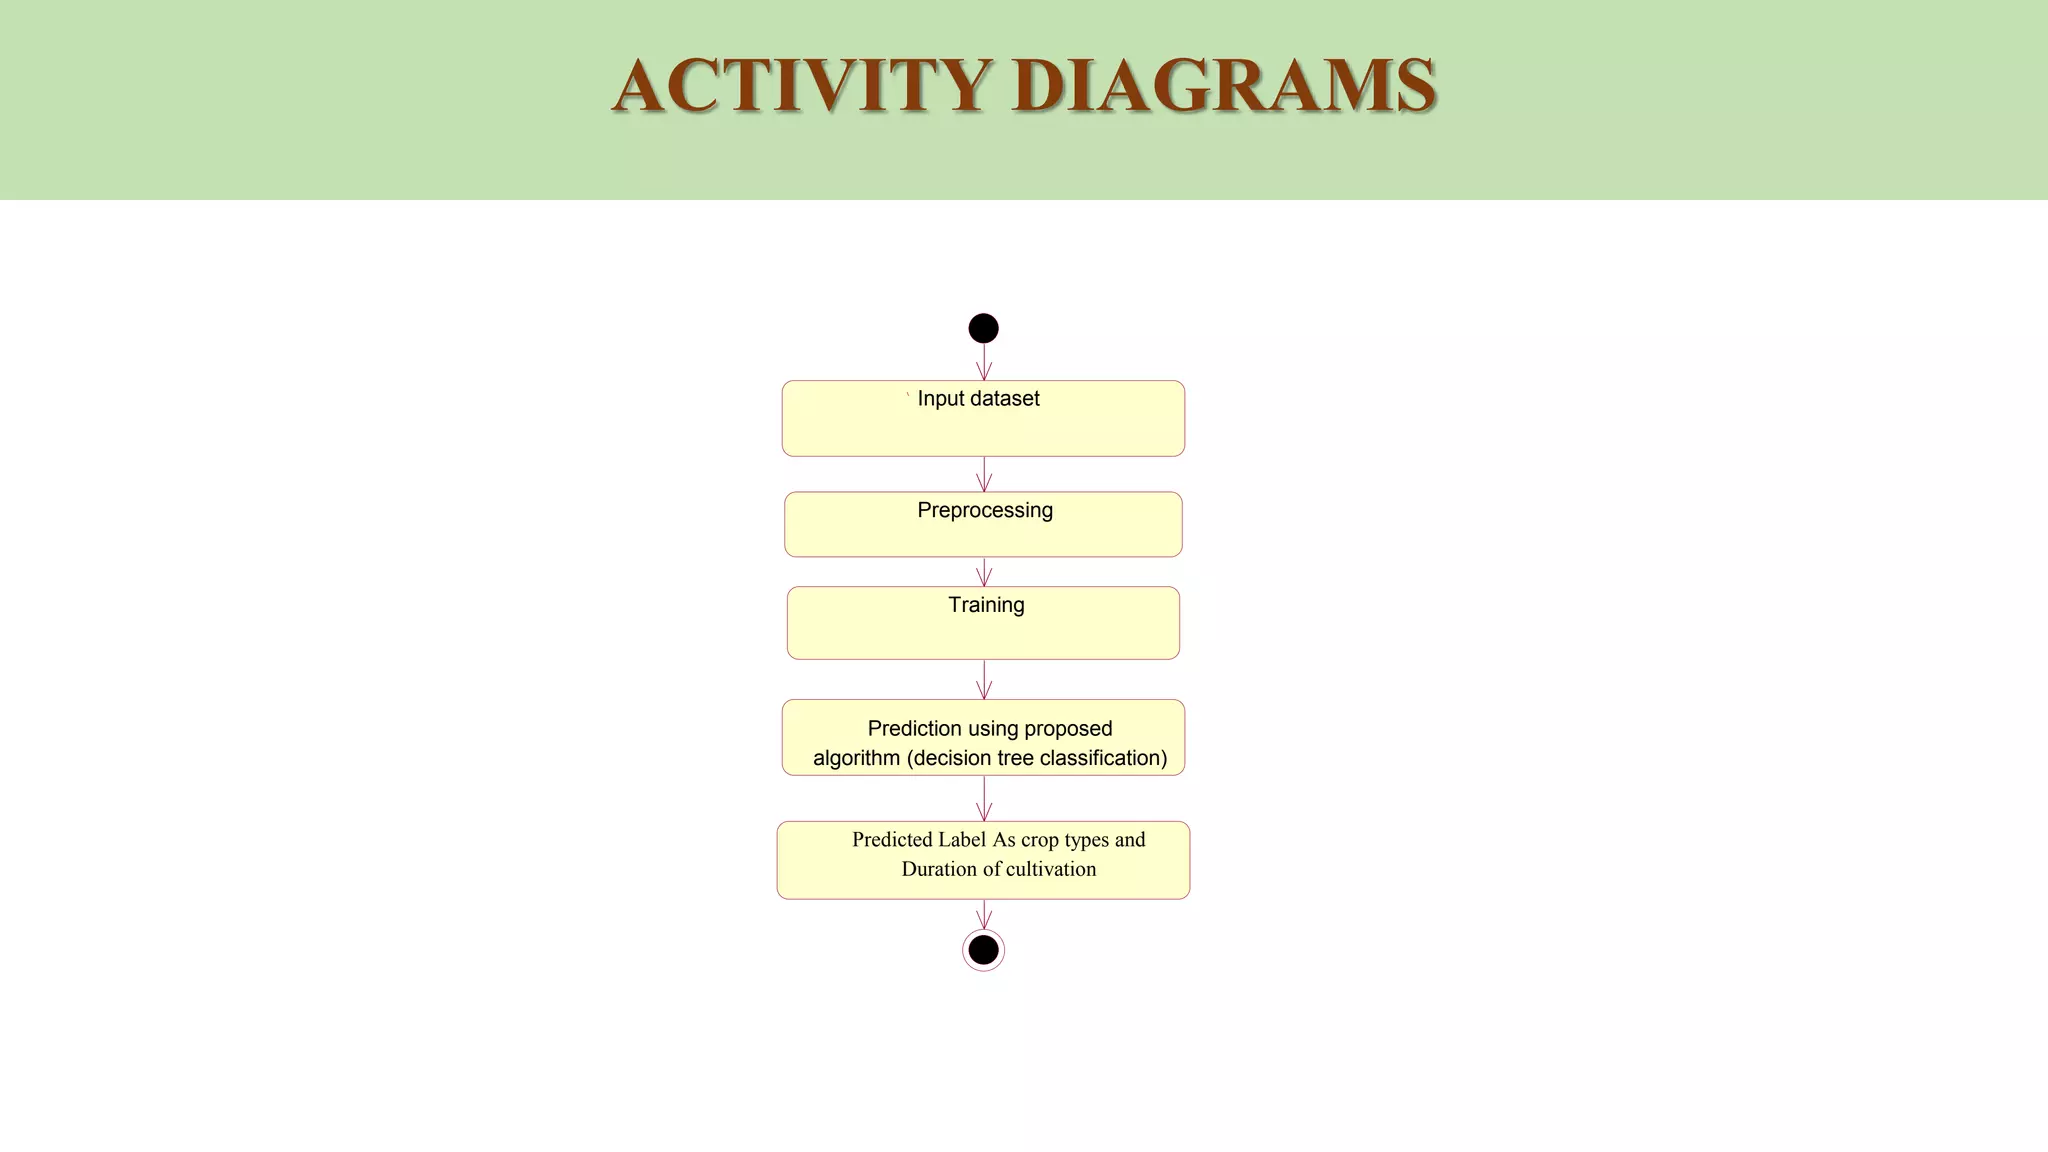 ACTIVITY DIAGRAMS
` Input dataset
Preprocessing
Training
Prediction using proposed
algorithm (decision tree classification)
Predicted Label As crop types and
Duration of cultivation